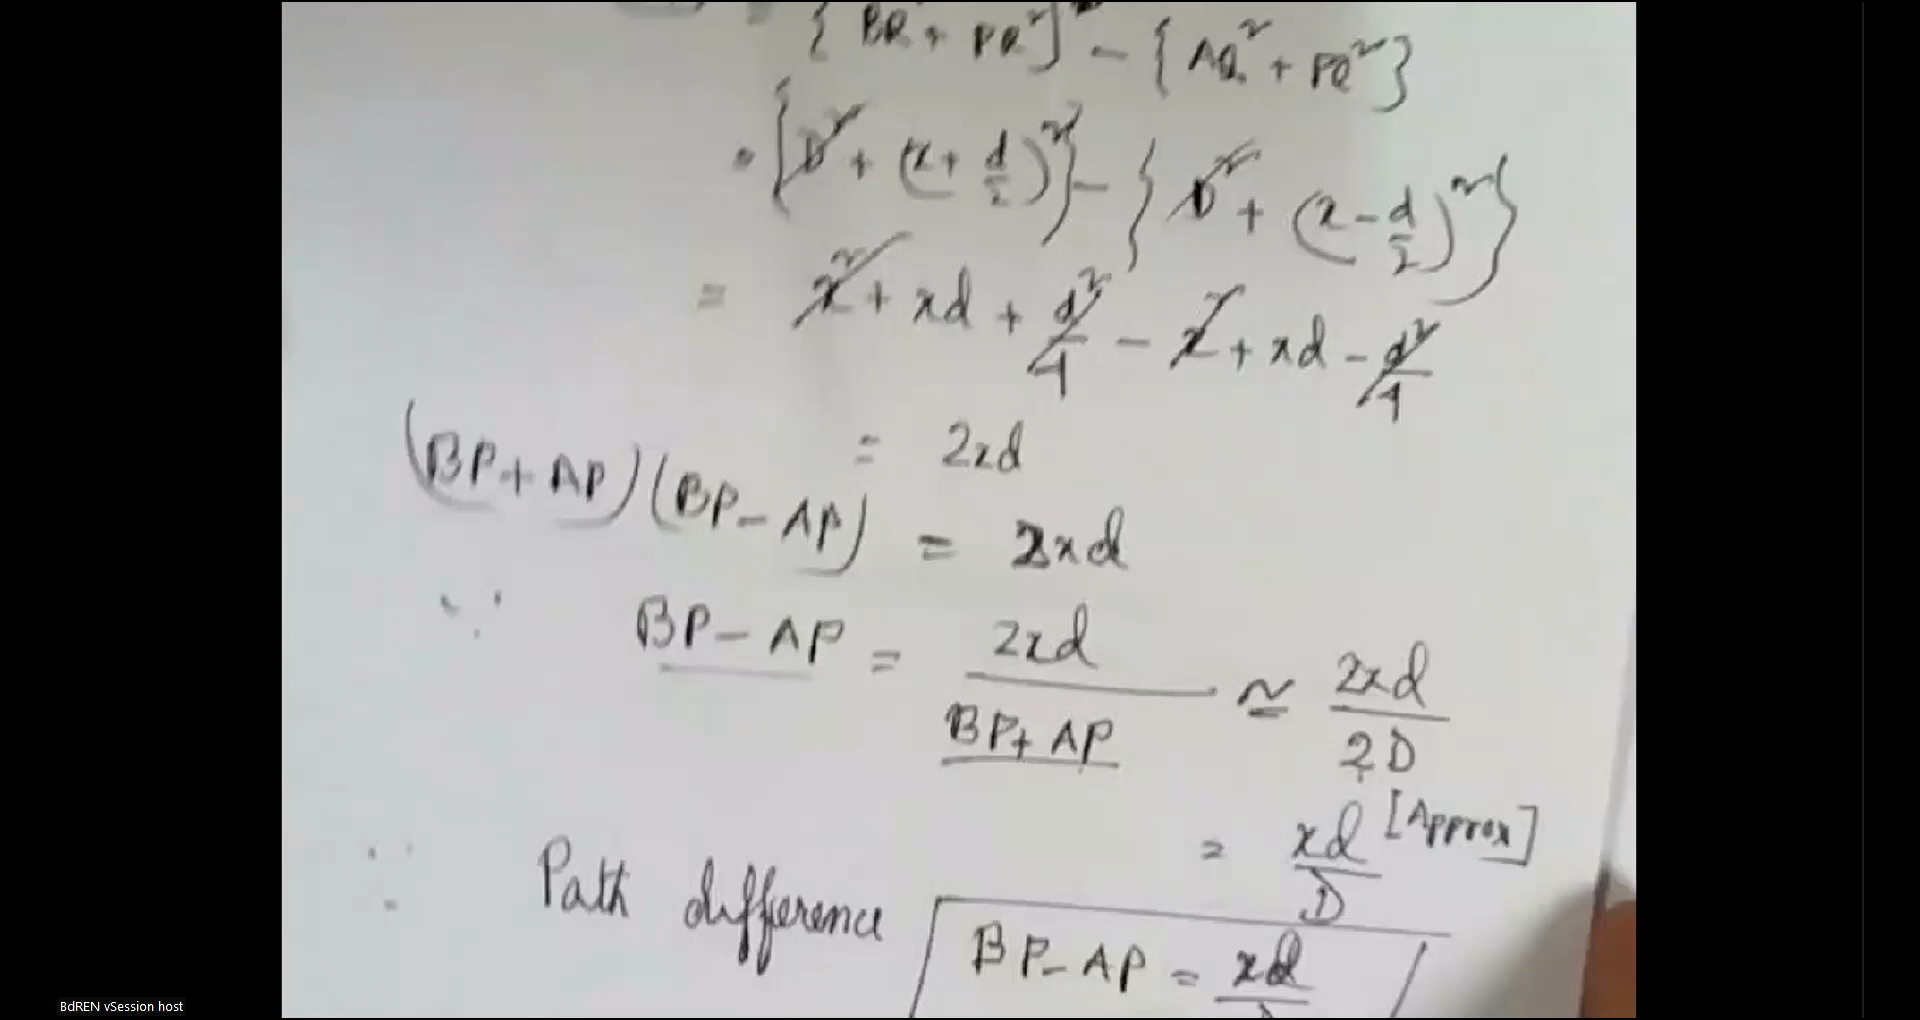 = {BR² + PR²} - {AQ² + PQ²}
= {D² + (x + d/2)²} - {D² + (x - d/2)²}
= x² + xd + d²/4 - x² + xd - d²/4
= 2xd
(BP + AP)(BP - AP) = 2xd
∵ BP - AP = 2xd/(BP + AP) ≃ 2xd/2D
= xd/D [Approx]
∵ Path difference BP - AP = xd/D
BdREN vSession host